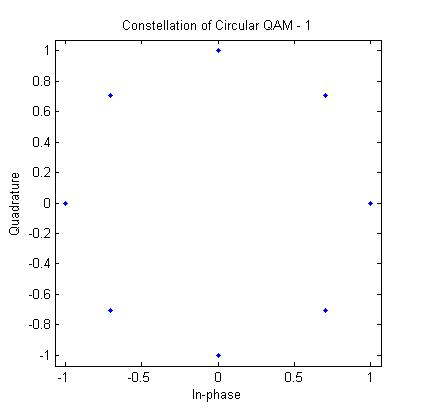 Constellation of Circular QAM - 1
1
0.8
0.6
0.4
0.2
0
-0.2
-0.4
-0.6
-0.8
-1
Quadrature
-1 -0.5 0 0.5 1
In-phase